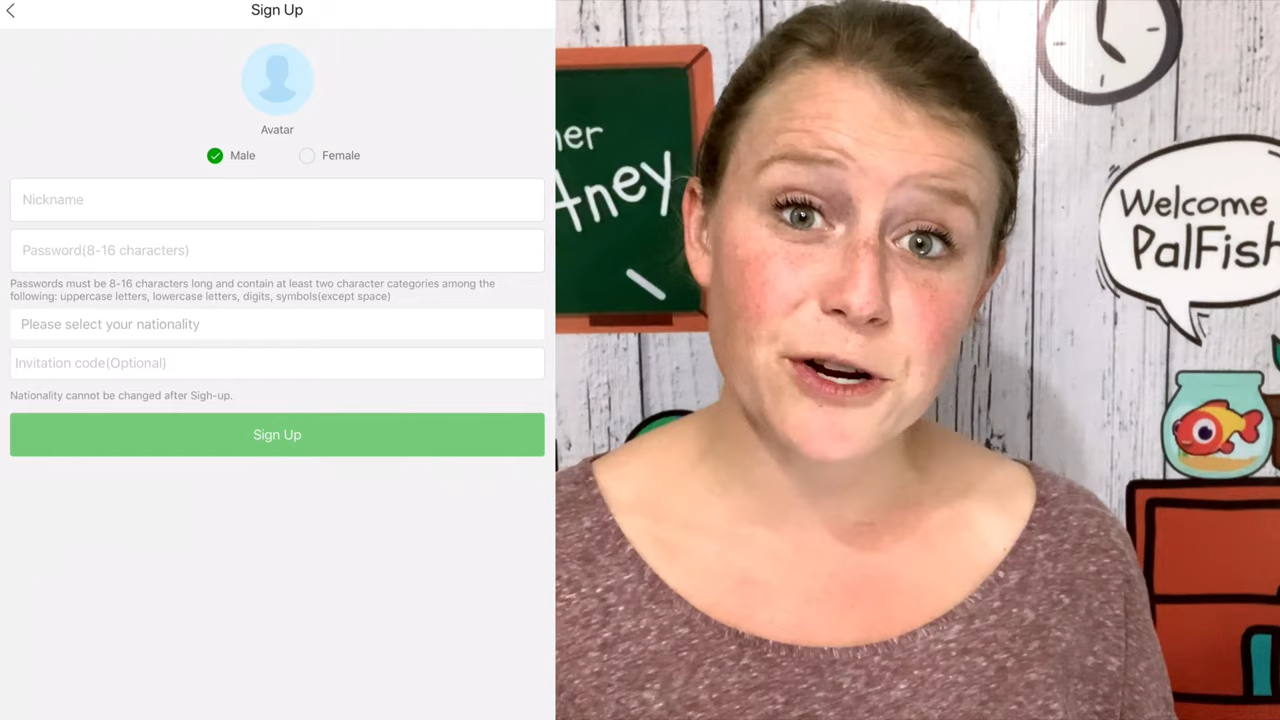 Sign Up
Avatar
Male Female
Nickname
Password(8-16 characters)
Passwords must be 8-16 characters long and contain at least two character categories among the
following: uppercase letters, lowercase letters, digits, symbols(except space)
Please select your nationality
Invitation code(Optional)
Nationality cannot be changed after Sigh-up.
Sign Up
Welcome
PalFish